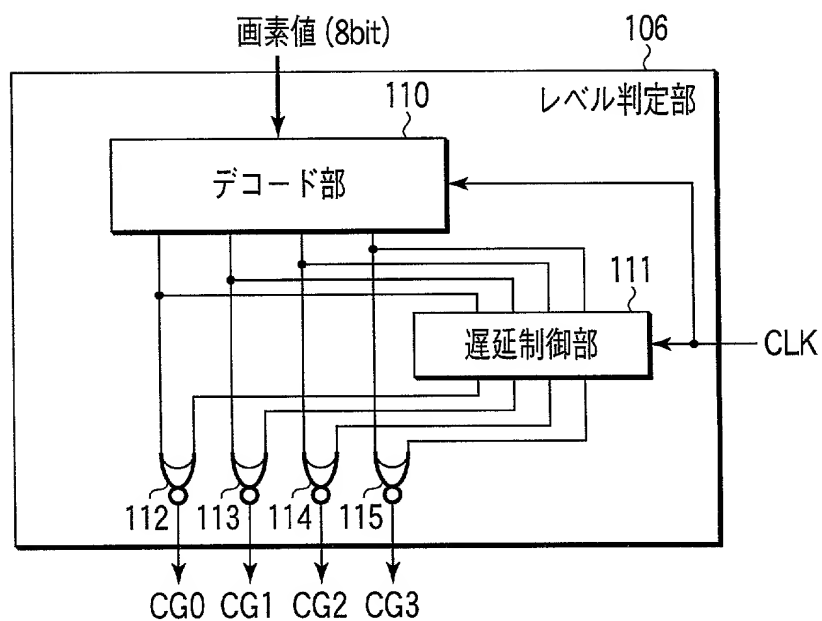 画素値 (8bit)
106
レベル判定部
110
デコード部
111
遅延制御部
CLK
112
113
114
115
CG0
CG1
CG2
CG3